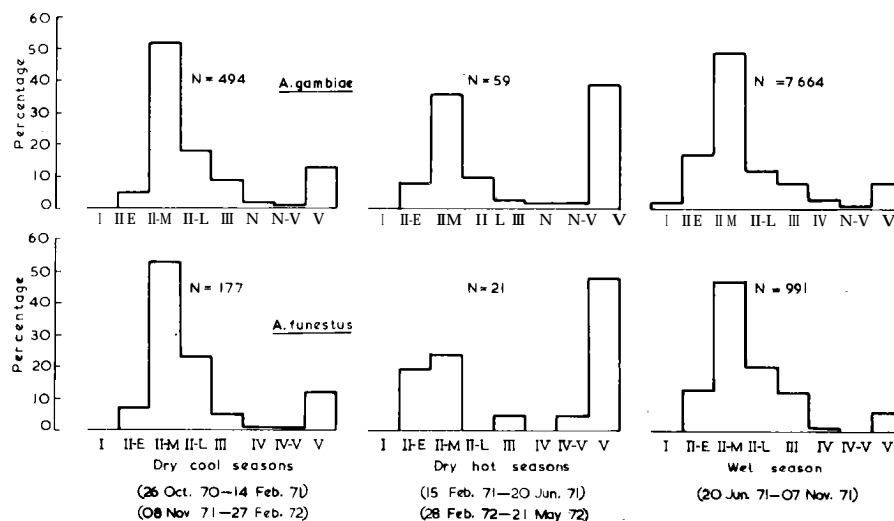 60
50
40
30
20
10
0
Percentage
N = 494
A. gambiae
N = 59
N = 7 664
I II E II-M II-L III N N-V V
I II-E II M II L III N N-V V
I II-E II M II-L III IV N-V V
60
50
40
30
20
10
0
Percentage
N = 177
A. funestus
N = 21
N = 991
I II-E II-M II-L III IV IV-V V
I II-E II-M II-L III IV IV-V V
I II-E II-M II-L III IV IV-V V
Dry cool seasons
Dry hot seasons
Wet season
(26 Oct. 70–14 Feb. 71)
(15 Feb. 71–20 Jun. 71)
(20 Jun. 71–07 Nov. 71)
(08 Nov 71–27 Feb. 72)
(28 Feb. 72–21 May 72)